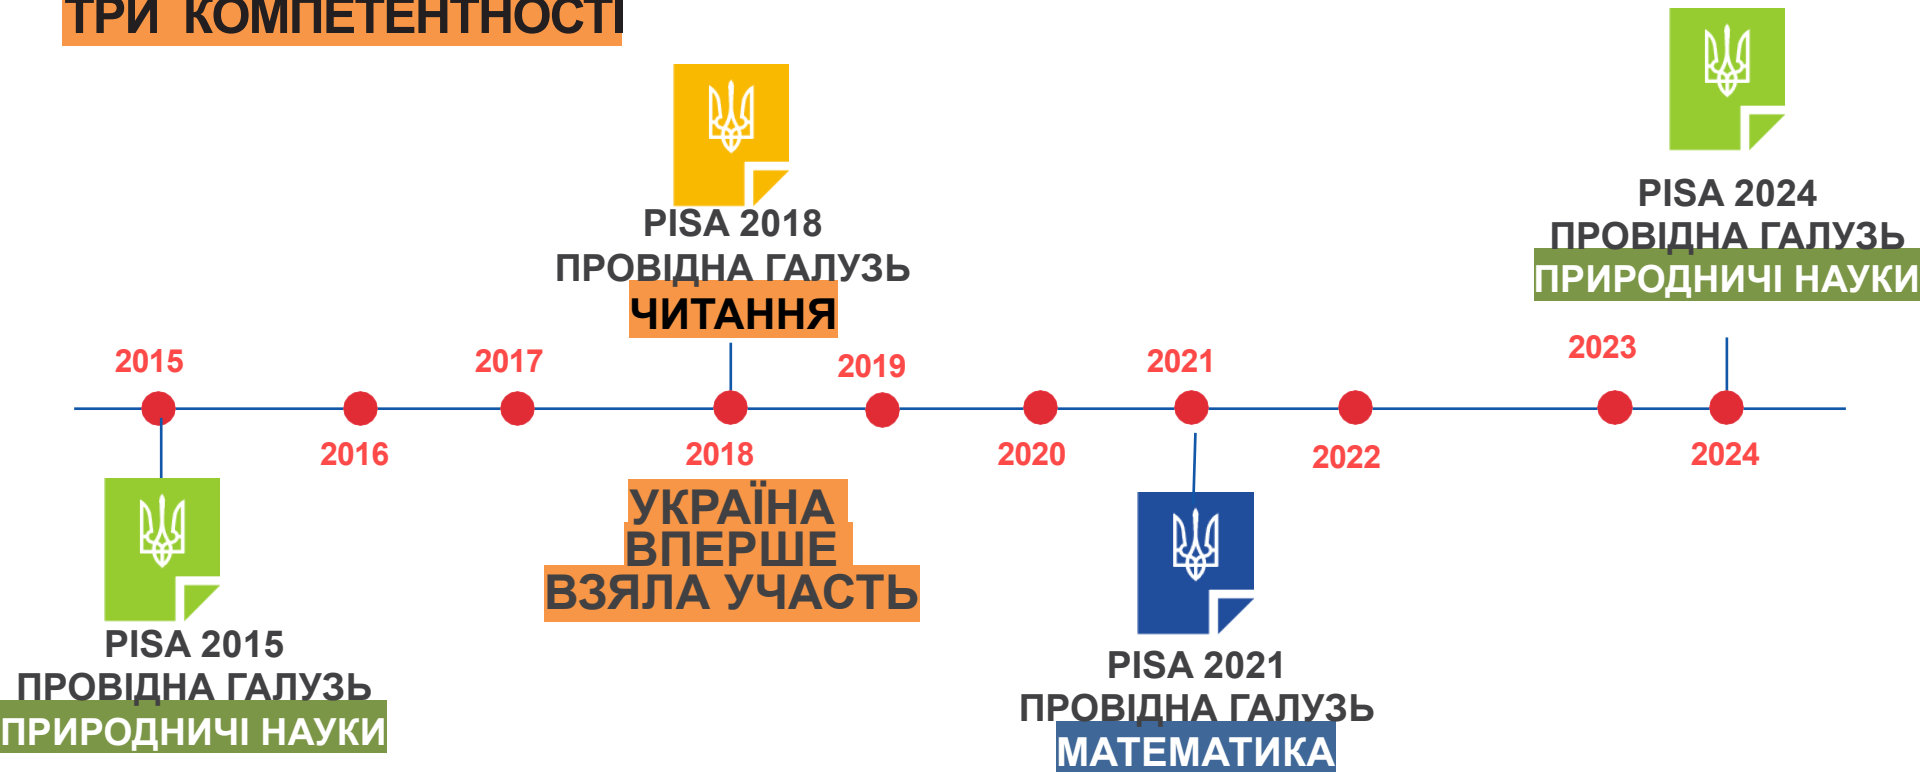 ТРИ КОМПЕТЕНТНОСТІ
PISA 2018
ПРОВІДНА ГАЛУЗЬ
ЧИТАННЯ
PISA 2024
ПРОВІДНА ГАЛУЗЬ
ПРИРОДНИЧІ НАУКИ
2015
2016
2017
2018
2019
2020
2021
2022
2023
2024
УКРАЇНА
ВПЕРШЕ
ВЗЯЛА УЧАСТЬ
PISA 2015
ПРОВІДНА ГАЛУЗЬ
ПРИРОДНИЧІ НАУКИ
PISA 2021
ПРОВІДНА ГАЛУЗЬ
МАТЕМАТИКА